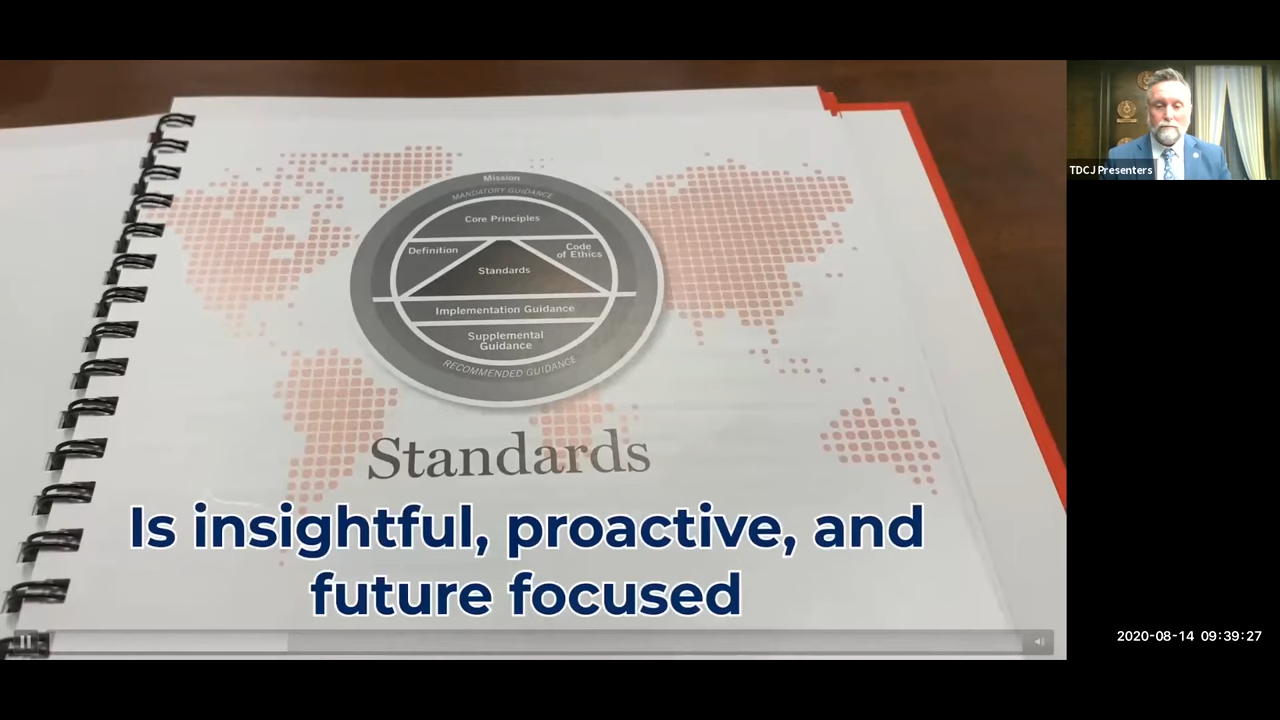 Mission
MANDATORY GUIDANCE
Core Principles
Definition
Code
of Ethics
Standards
Implementation Guidance
Supplemental
Guidance
RECOMMENDED GUIDANCE
Standards
Is insightful, proactive, and
future focused
TDCJ Presenters
2020-08-14 09:39:27